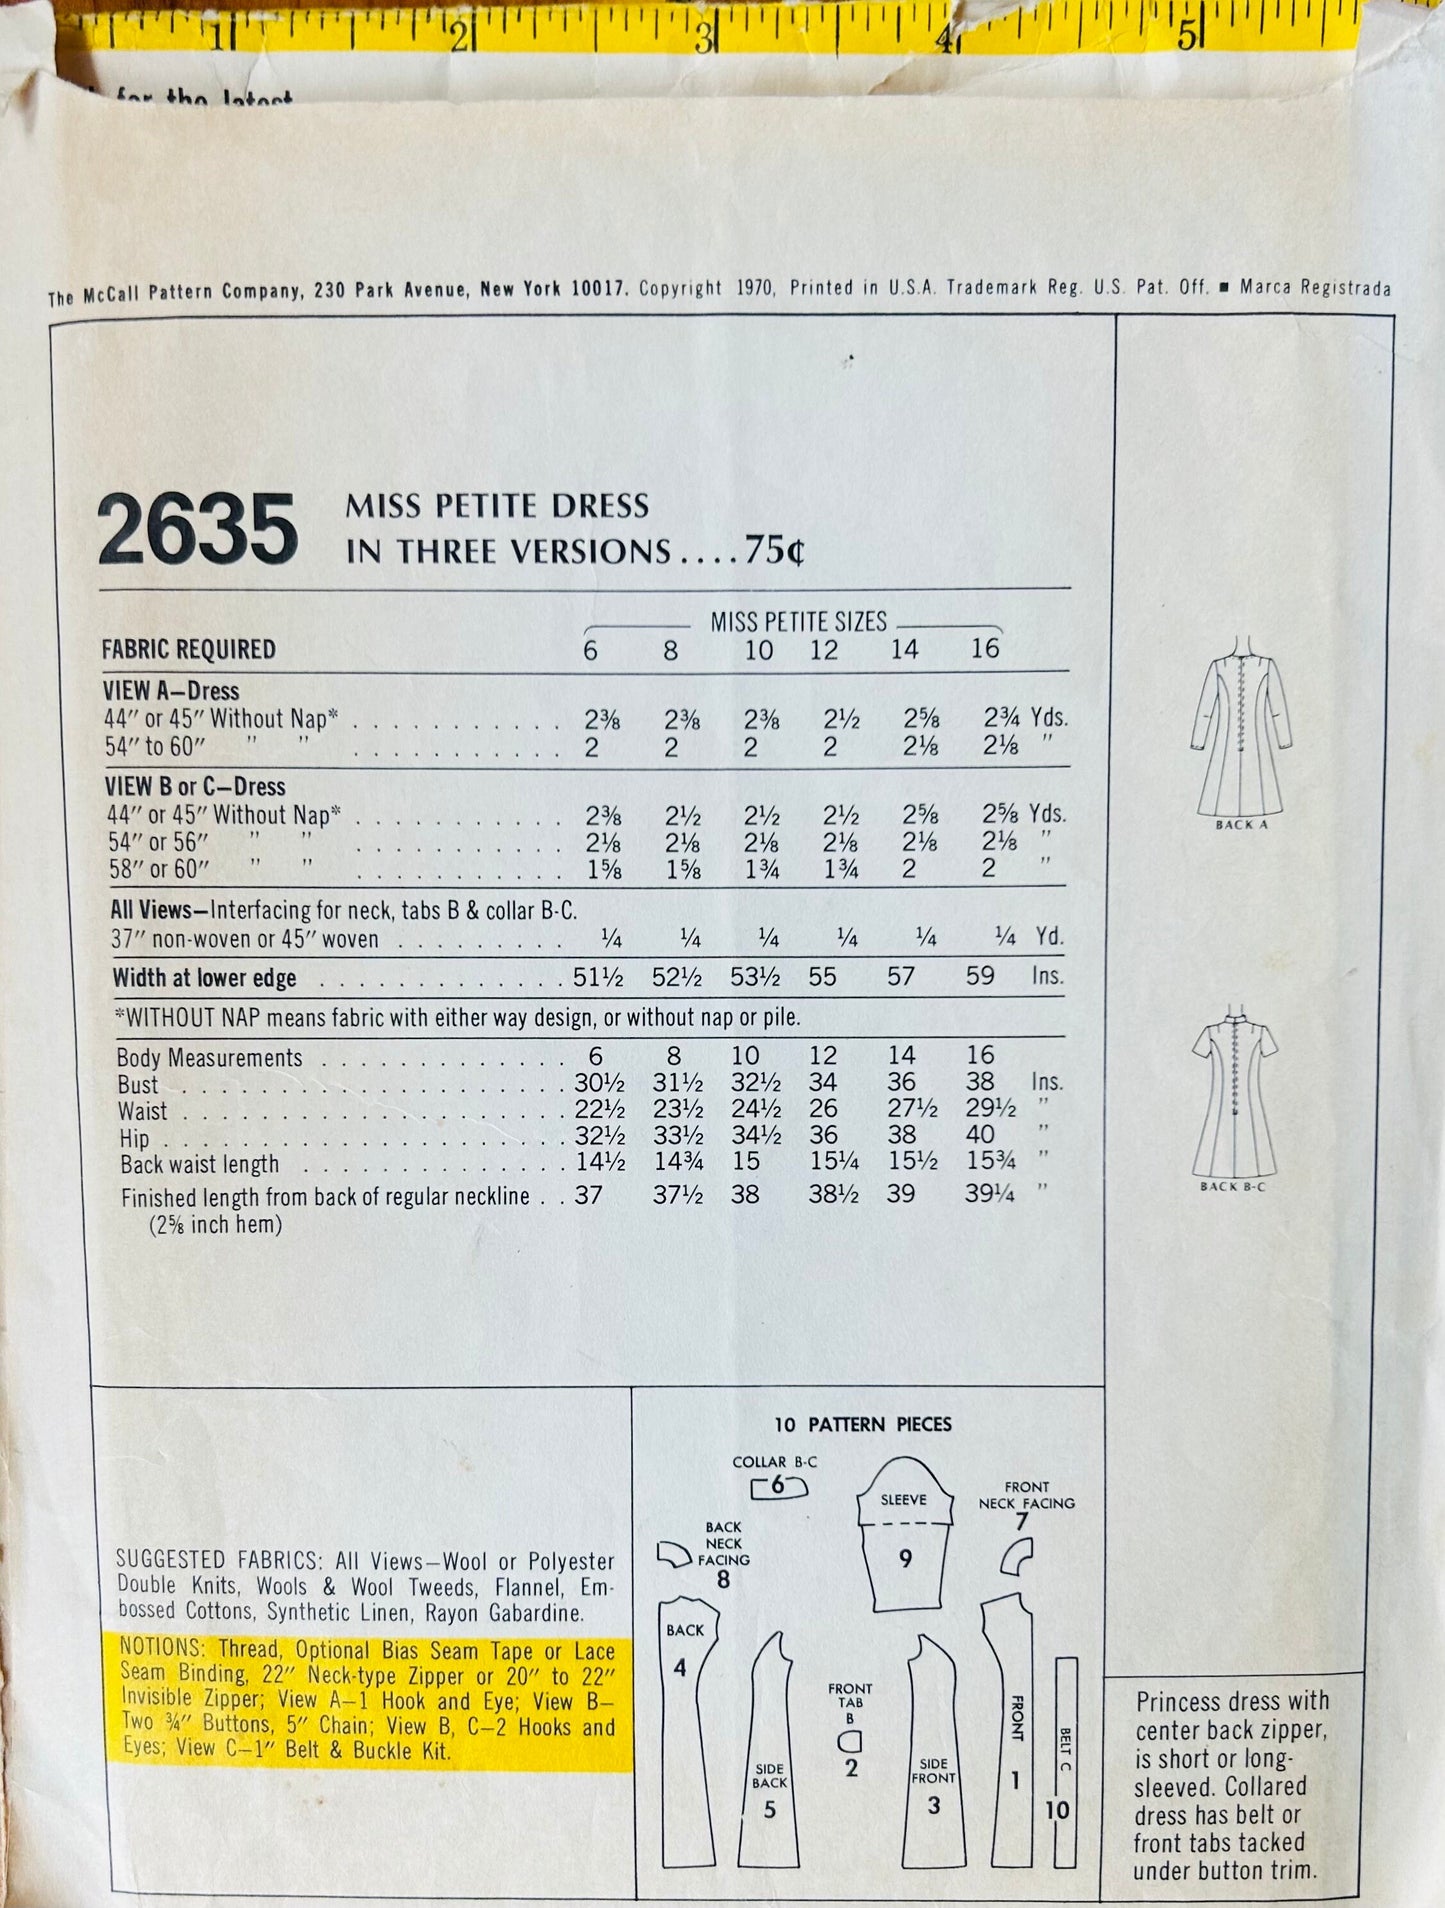 1 2 3 4 5
for the latest
The McCall Pattern Company, 230 Park Avenue, New York 10017. Copyright 1970, Printed in U.S.A. Trademark Reg. U.S. Pat. Off. ■ Marca Registrada
2635 MISS PETITE DRESS
IN THREE VERSIONS....75¢
MISS PETITE SIZES
FABRIC REQUIRED 6 8 10 12 14 16
VIEW A—Dress
44″ or 45″ Without Nap* . . . . . . . . . . . 2⅜ 2⅜ 2⅜ 2½ 2⅝ 2¾ Yds.
54″ to 60″ ” ” . . . . . . . . . . . 2 2 2 2 2⅛ 2⅛ ”
VIEW B or C—Dress
44″ or 45″ Without Nap* . . . . . . . . . . . 2⅜ 2½ 2½ 2½ 2⅝ 2⅝ Yds.
54″ or 56″ ” ” . . . . . . . . . . . 2⅛ 2⅛ 2⅛ 2⅛ 2⅛ 2⅛ ”
58″ or 60″ ” ” . . . . . . . . . . . 1⅝ 1⅝ 1¾ 1¾ 2 2 ”
All Views—Interfacing for neck, tabs B & collar B-C.
37″ non-woven or 45″ woven . . . . . . . . . ¼ ¼ ¼ ¼ ¼ ¼ Yd.
Width at lower edge . . . . . . . . . . . . . 51½ 52½ 53½ 55 57 59 Ins.
*WITHOUT NAP means fabric with either way design, or without nap or pile.
Body Measurements . . . . . . . . . . . . . 6 8 10 12 14 16
Bust . . . . . . . . . . . . . . . . . . . . 30½ 31½ 32½ 34 36 38 Ins.
Waist . . . . . . . . . . . . . . . . . . . . 22½ 23½ 24½ 26 27½ 29½ ”
Hip . . . . . . . . . . . . . . . . . . . . . 32½ 33½ 34½ 36 38 40 ”
Back waist length . . . . . . . . . . . . . . 14½ 14¾ 15 15¼ 15½ 15¾ ”
Finished length from back of regular neckline . . 37 37½ 38 38½ 39 39¼ ”
(2⅝ inch hem)
BACK A
BACK B-C
SUGGESTED FABRICS: All Views—Wool or Polyester
Double Knits, Wools & Wool Tweeds, Flannel, Em-
bossed Cottons, Synthetic Linen, Rayon Gabardine.
NOTIONS: Thread, Optional Bias Seam Tape or Lace
Seam Binding, 22″ Neck-type Zipper or 20″ to 22″
Invisible Zipper; View A—1 Hook and Eye; View B—
Two ¾″ Buttons, 5″ Chain; View B, C—2 Hooks and
Eyes; View C—1″ Belt & Buckle Kit.
10 PATTERN PIECES
COLLAR B-C
6
SLEEVE
9
FRONT
NECK FACING
7
BACK
NECK
FACING
8
BACK
4
SIDE
BACK
5
FRONT
TAB
B
2
SIDE
FRONT
3
FRONT
1
BELT C
10
Princess dress with
center back zipper,
is short or long-
sleeved. Collared
dress has belt or
front tabs tacked
under button trim.